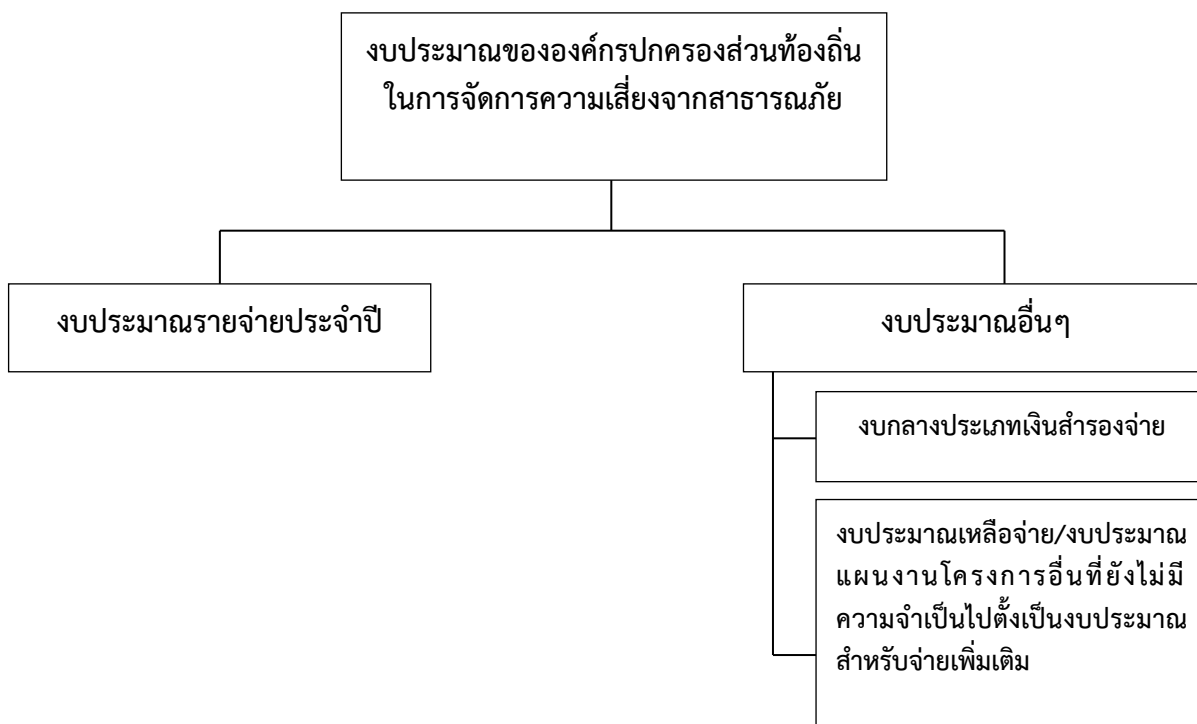 งบประมาณขององค์กรปกครองส่วนท้องถิ่น
ในการจัดการความเสี่ยงจากสาธารณภัย
งบประมาณรายจ่ายประจำปี
งบประมาณอื่นๆ
งบกลางประเภทเงินสำรองจ่าย
งบประมาณเหลือจ่าย/งบประมาณ
แผนงานโครงการอื่นที่ยังไม่มี
ความจำเป็นไปตั้งเป็นงบประมาณ
สำหรับจ่ายเพิ่มเติม